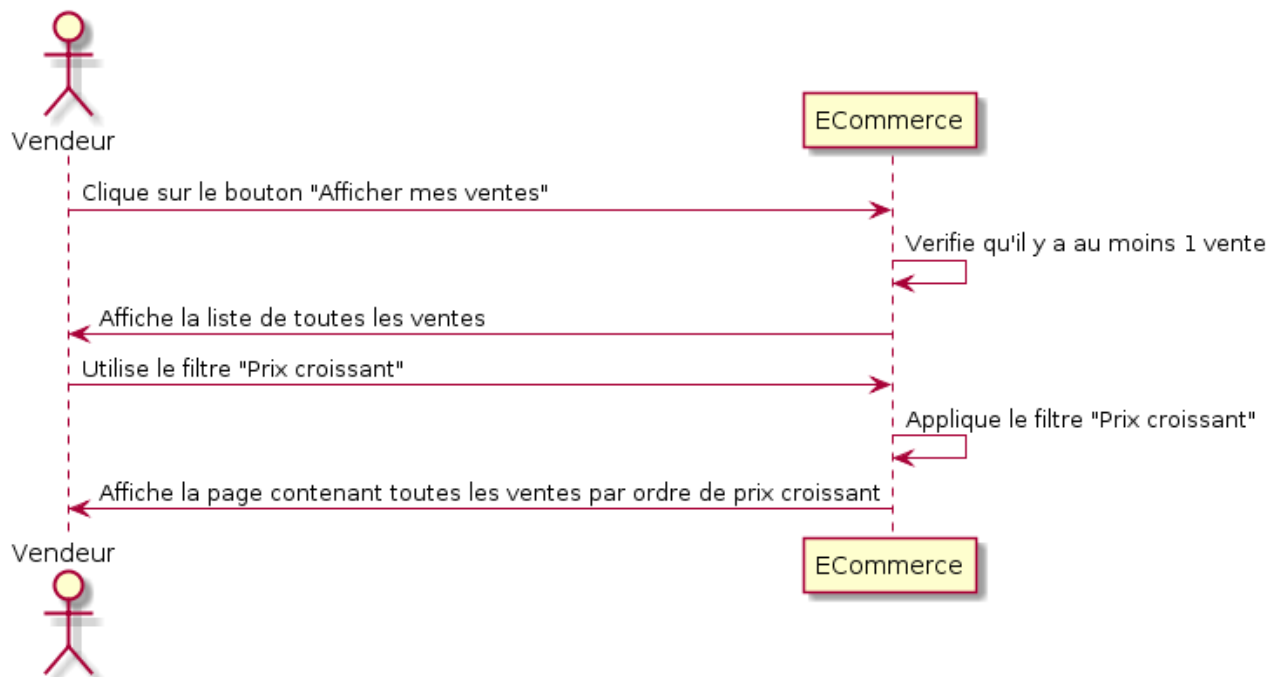 Vendeur
ECommerce
Clique sur le bouton "Afficher mes ventes"
Verifie qu'il y a au moins 1 vente
Affiche la liste de toutes les ventes
Utilise le filtre "Prix croissant"
Applique le filtre "Prix croissant"
Affiche la page contenant toutes les ventes par ordre de prix croissant
Vendeur
ECommerce